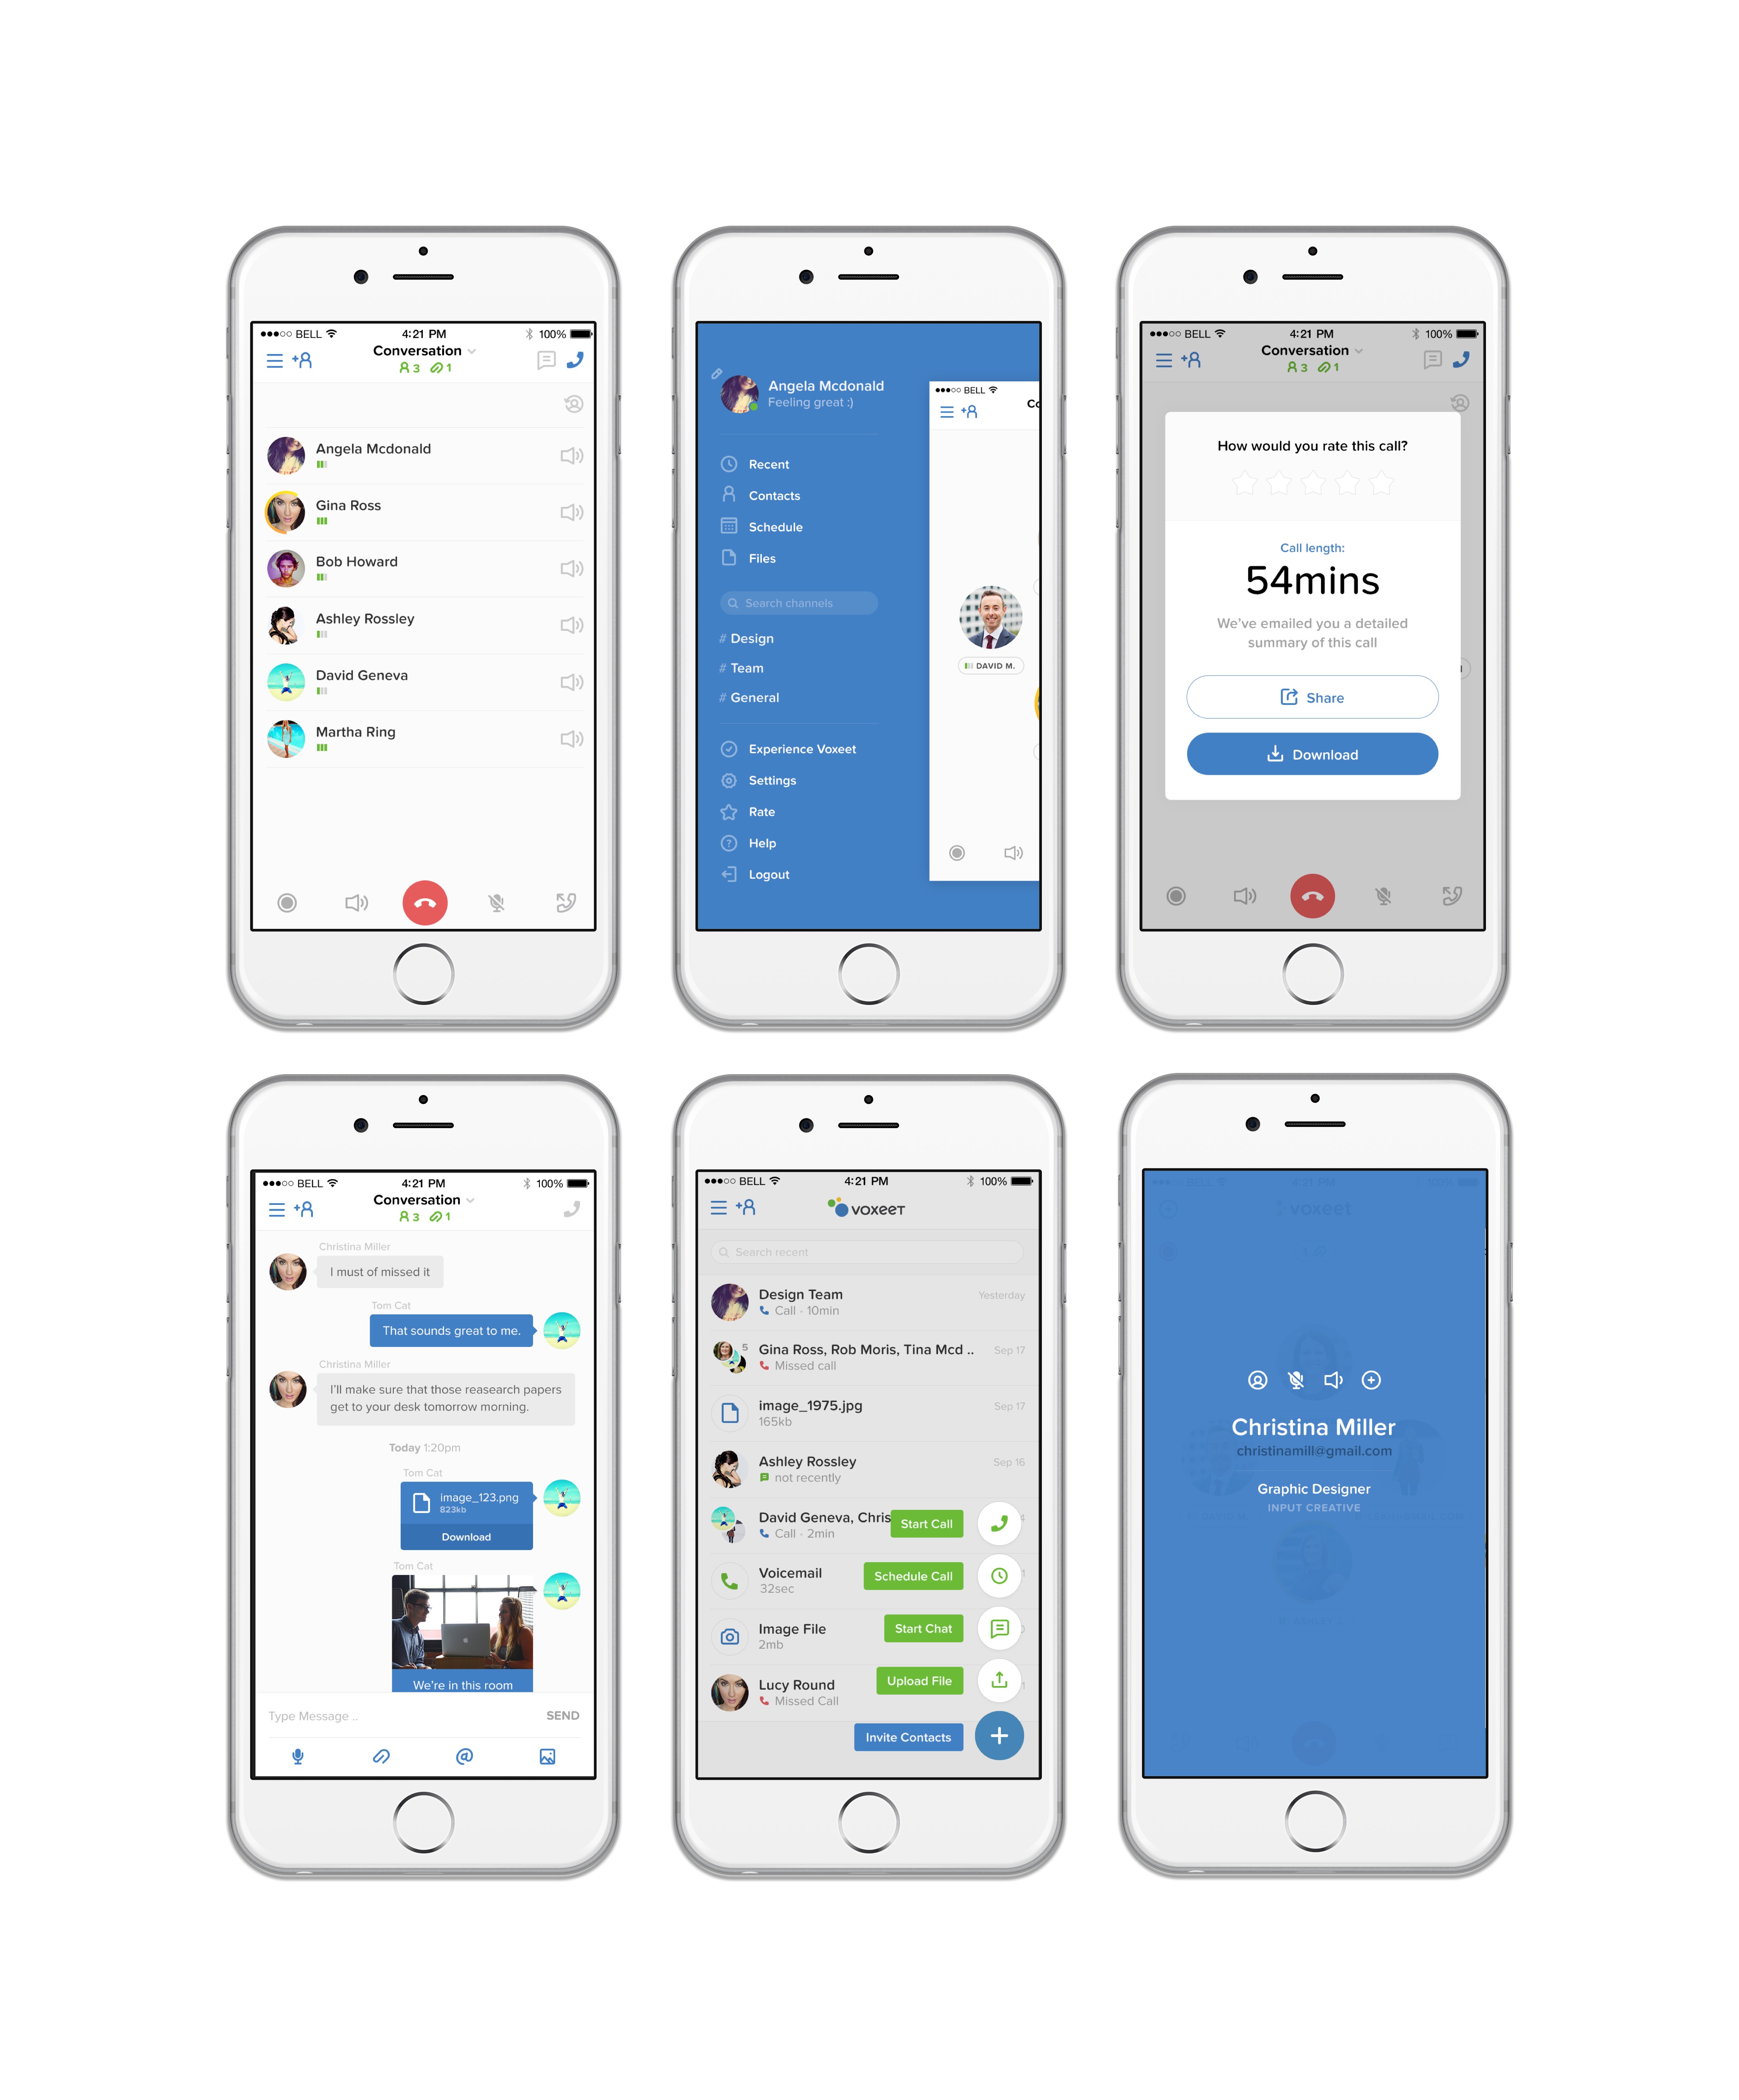 BELL
4:21 PM
100%
Conversation
3
1
Angela Mcdonald
Gina Ross
Bob Howard
Ashley Rossley
David Geneva
Martha Ring
Angela Mcdonald
Feeling great :)
Recent
Contacts
Schedule
Files
Search channels
# Design
# Team
# General
Experience Voxeet
Settings
Rate
Help
Logout
BELL
Co
DAVID M.
BELL
4:21 PM
100%
Conversation
3
1
How would you rate this call?
Call length:
54mins
We've emailed you a detailed
summary of this call
Share
Download
BELL
4:21 PM
100%
Conversation
3
1
Christina Miller
I must of missed it
Tom Cat
That sounds great to me.
Christina Miller
I'll make sure that those reasearch papers
get to your desk tomorrow morning.
Today 1:20pm
Tom Cat
image_123.png
823kb
Download
Tom Cat
We're in this room
Type Message ..
SEND
BELL
4:21 PM
100%
voxeet
Search recent
Design Team
Yesterday
Call • 10min
5
Gina Ross, Rob Moris, Tina Mcd ..
Sep 17
Missed call
image_1975.jpg
Sep 17
165kb
Ashley Rossley
Sep 16
not recently
David Geneva, Chris
Call • 2min
Start Call
Voicemail
32sec
Schedule Call
Image File
2mb
Start Chat
Lucy Round
Missed Call
Upload File
Invite Contacts
BELL
4:21 PM
voxeet
Christina Miller
christinamill@gmail.com
Graphic Designer
INPUT CREATIVE
DAVID M.